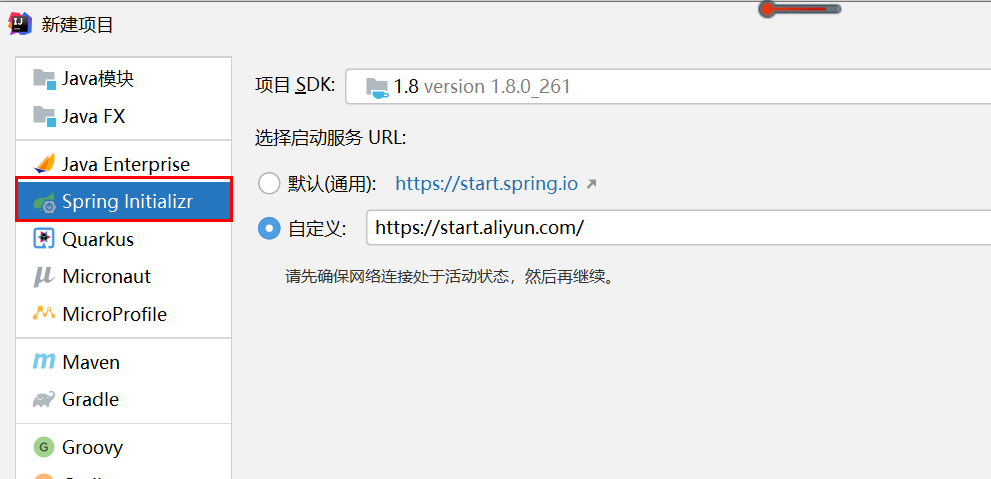 新建项目
Java模块
Java FX
Java Enterprise
Spring Initializr
Quarkus
Micronaut
MicroProfile
Maven
Gradle
Groovy
项目 SDK: 1.8 version 1.8.0_261
选择启动服务 URL:
默认(通用): https://start.spring.io
自定义: https://start.aliyun.com/
请先确保网络连接处于活动状态，然后再继续。